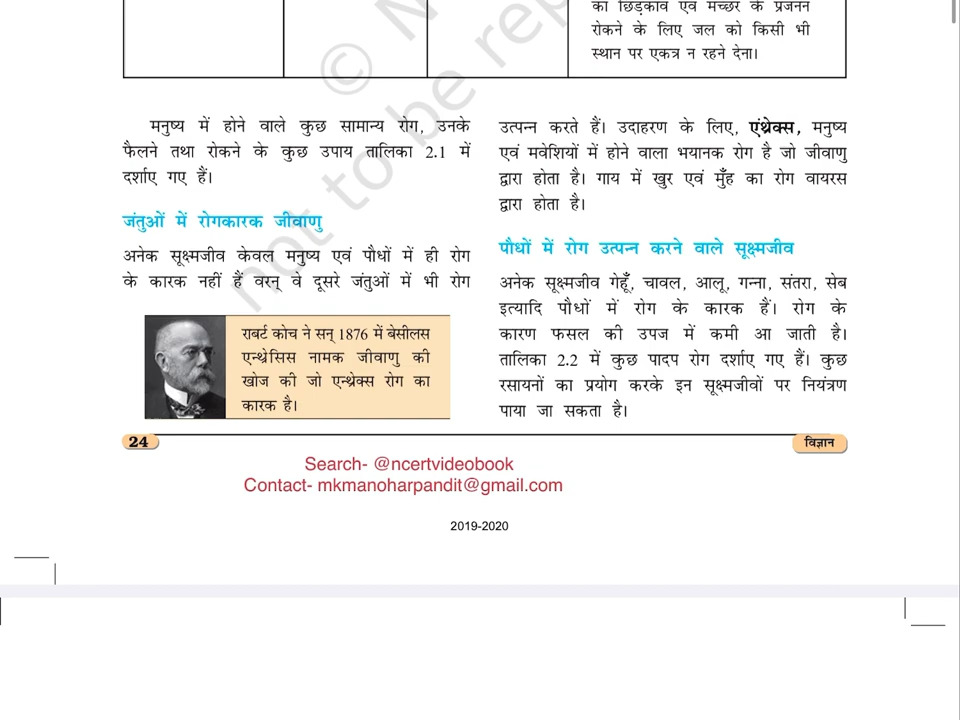 का छिड़काव एवं मच्छर के प्रजनन
रोकने के लिए जल को किसी भी
स्थान पर एकत्र न रहने देना।
© N
not to be rep
मनुष्य में होने वाले कुछ सामान्य रोग, उनके
फैलने तथा रोकने के कुछ उपाय तालिका 2.1 में
दर्शाए गए हैं।
जंतुओं में रोगकारक जीवाणु
अनेक सूक्ष्मजीव केवल मनुष्य एवं पौधों में ही रोग
के कारक नहीं हैं वरन् वे दूसरे जंतुओं में भी रोग
राबर्ट कोच ने सन् 1876 में बेसीलस
एन्थ्रेसिस नामक जीवाणु की
खोज की जो एन्थ्रेक्स रोग का
कारक है।
उत्पन्न करते हैं। उदाहरण के लिए, एंथ्रेक्स, मनुष्य
एवं मवेशियों में होने वाला भयानक रोग है जो जीवाणु
द्वारा होता है। गाय में खुर एवं मुँह का रोग वायरस
द्वारा होता है।
पौधों में रोग उत्पन्न करने वाले सूक्ष्मजीव
अनेक सूक्ष्मजीव गेहूँ, चावल, आलू, गन्ना, संतरा, सेब
इत्यादि पौधों में रोग के कारक हैं। रोग के
कारण फसल की उपज में कमी आ जाती है।
तालिका 2.2 में कुछ पादप रोग दर्शाए गए हैं। कुछ
रसायनों का प्रयोग करके इन सूक्ष्मजीवों पर नियंत्रण
पाया जा सकता है।
24
विज्ञान
Search- @ncertvideobook
Contact- mkmanoharpandit@gmail.com
2019-2020